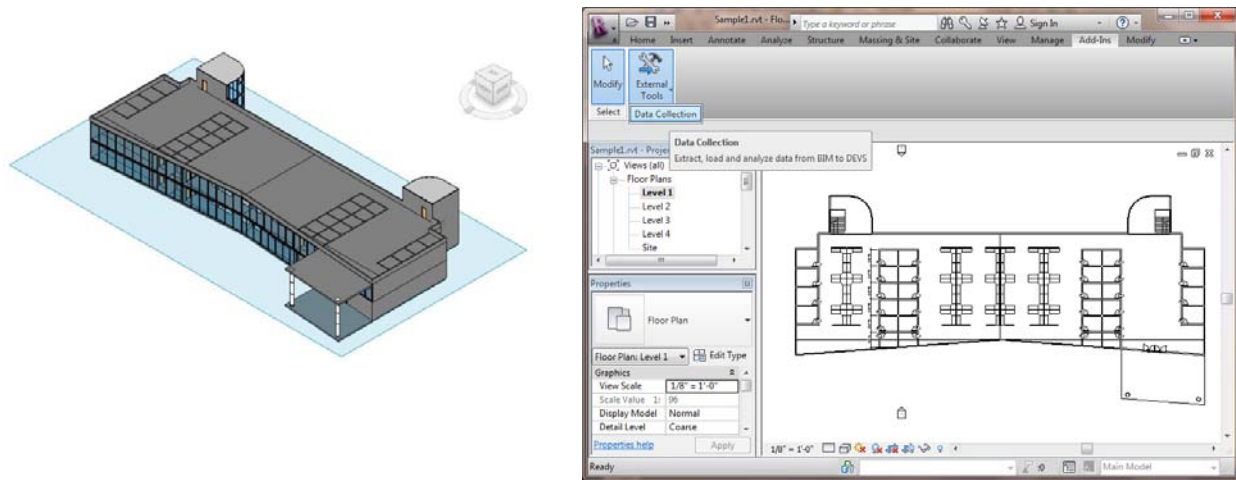 Sample1.rvt - Flo...
Type a keyword or phrase
Sign In
Home Insert Annotate Analyze Structure Massing & Site Collaborate View Manage Add-Ins Modify
Modify
External
Tools
Select
Data Collection
Data Collection
Extract, load and analyze data from BIM to DEVS
Sample1.rvt - Proje
Views (all)
Floor Plans
Level 1
Level 2
Level 3
Level 4
Site
Properties
Floor Plan
Floor Plan: Level 1
Edit Type
Graphics
View Scale 1/8" = 1'-0"
Scale Value 1: 96
Display Model Normal
Detail Level Coarse
Properties help
Apply
1/8" = 1'-0"
Ready
:0
Main Model